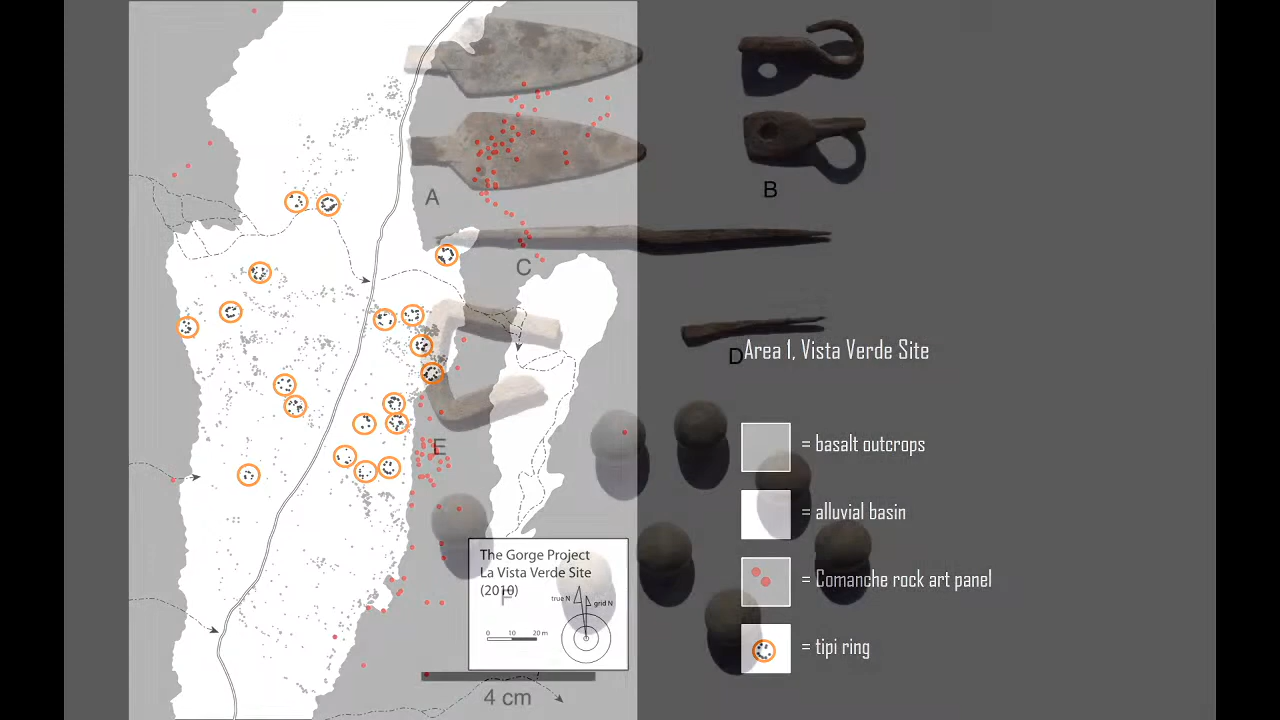 A
B
C
D
E
F
Area 1, Vista Verde Site
= basalt outcrops
= alluvial basin
= Comanche rock art panel
= tipi ring
The Gorge Project
La Vista Verde Site
(2010)
true N
grid N
0 10 20 m
4 cm